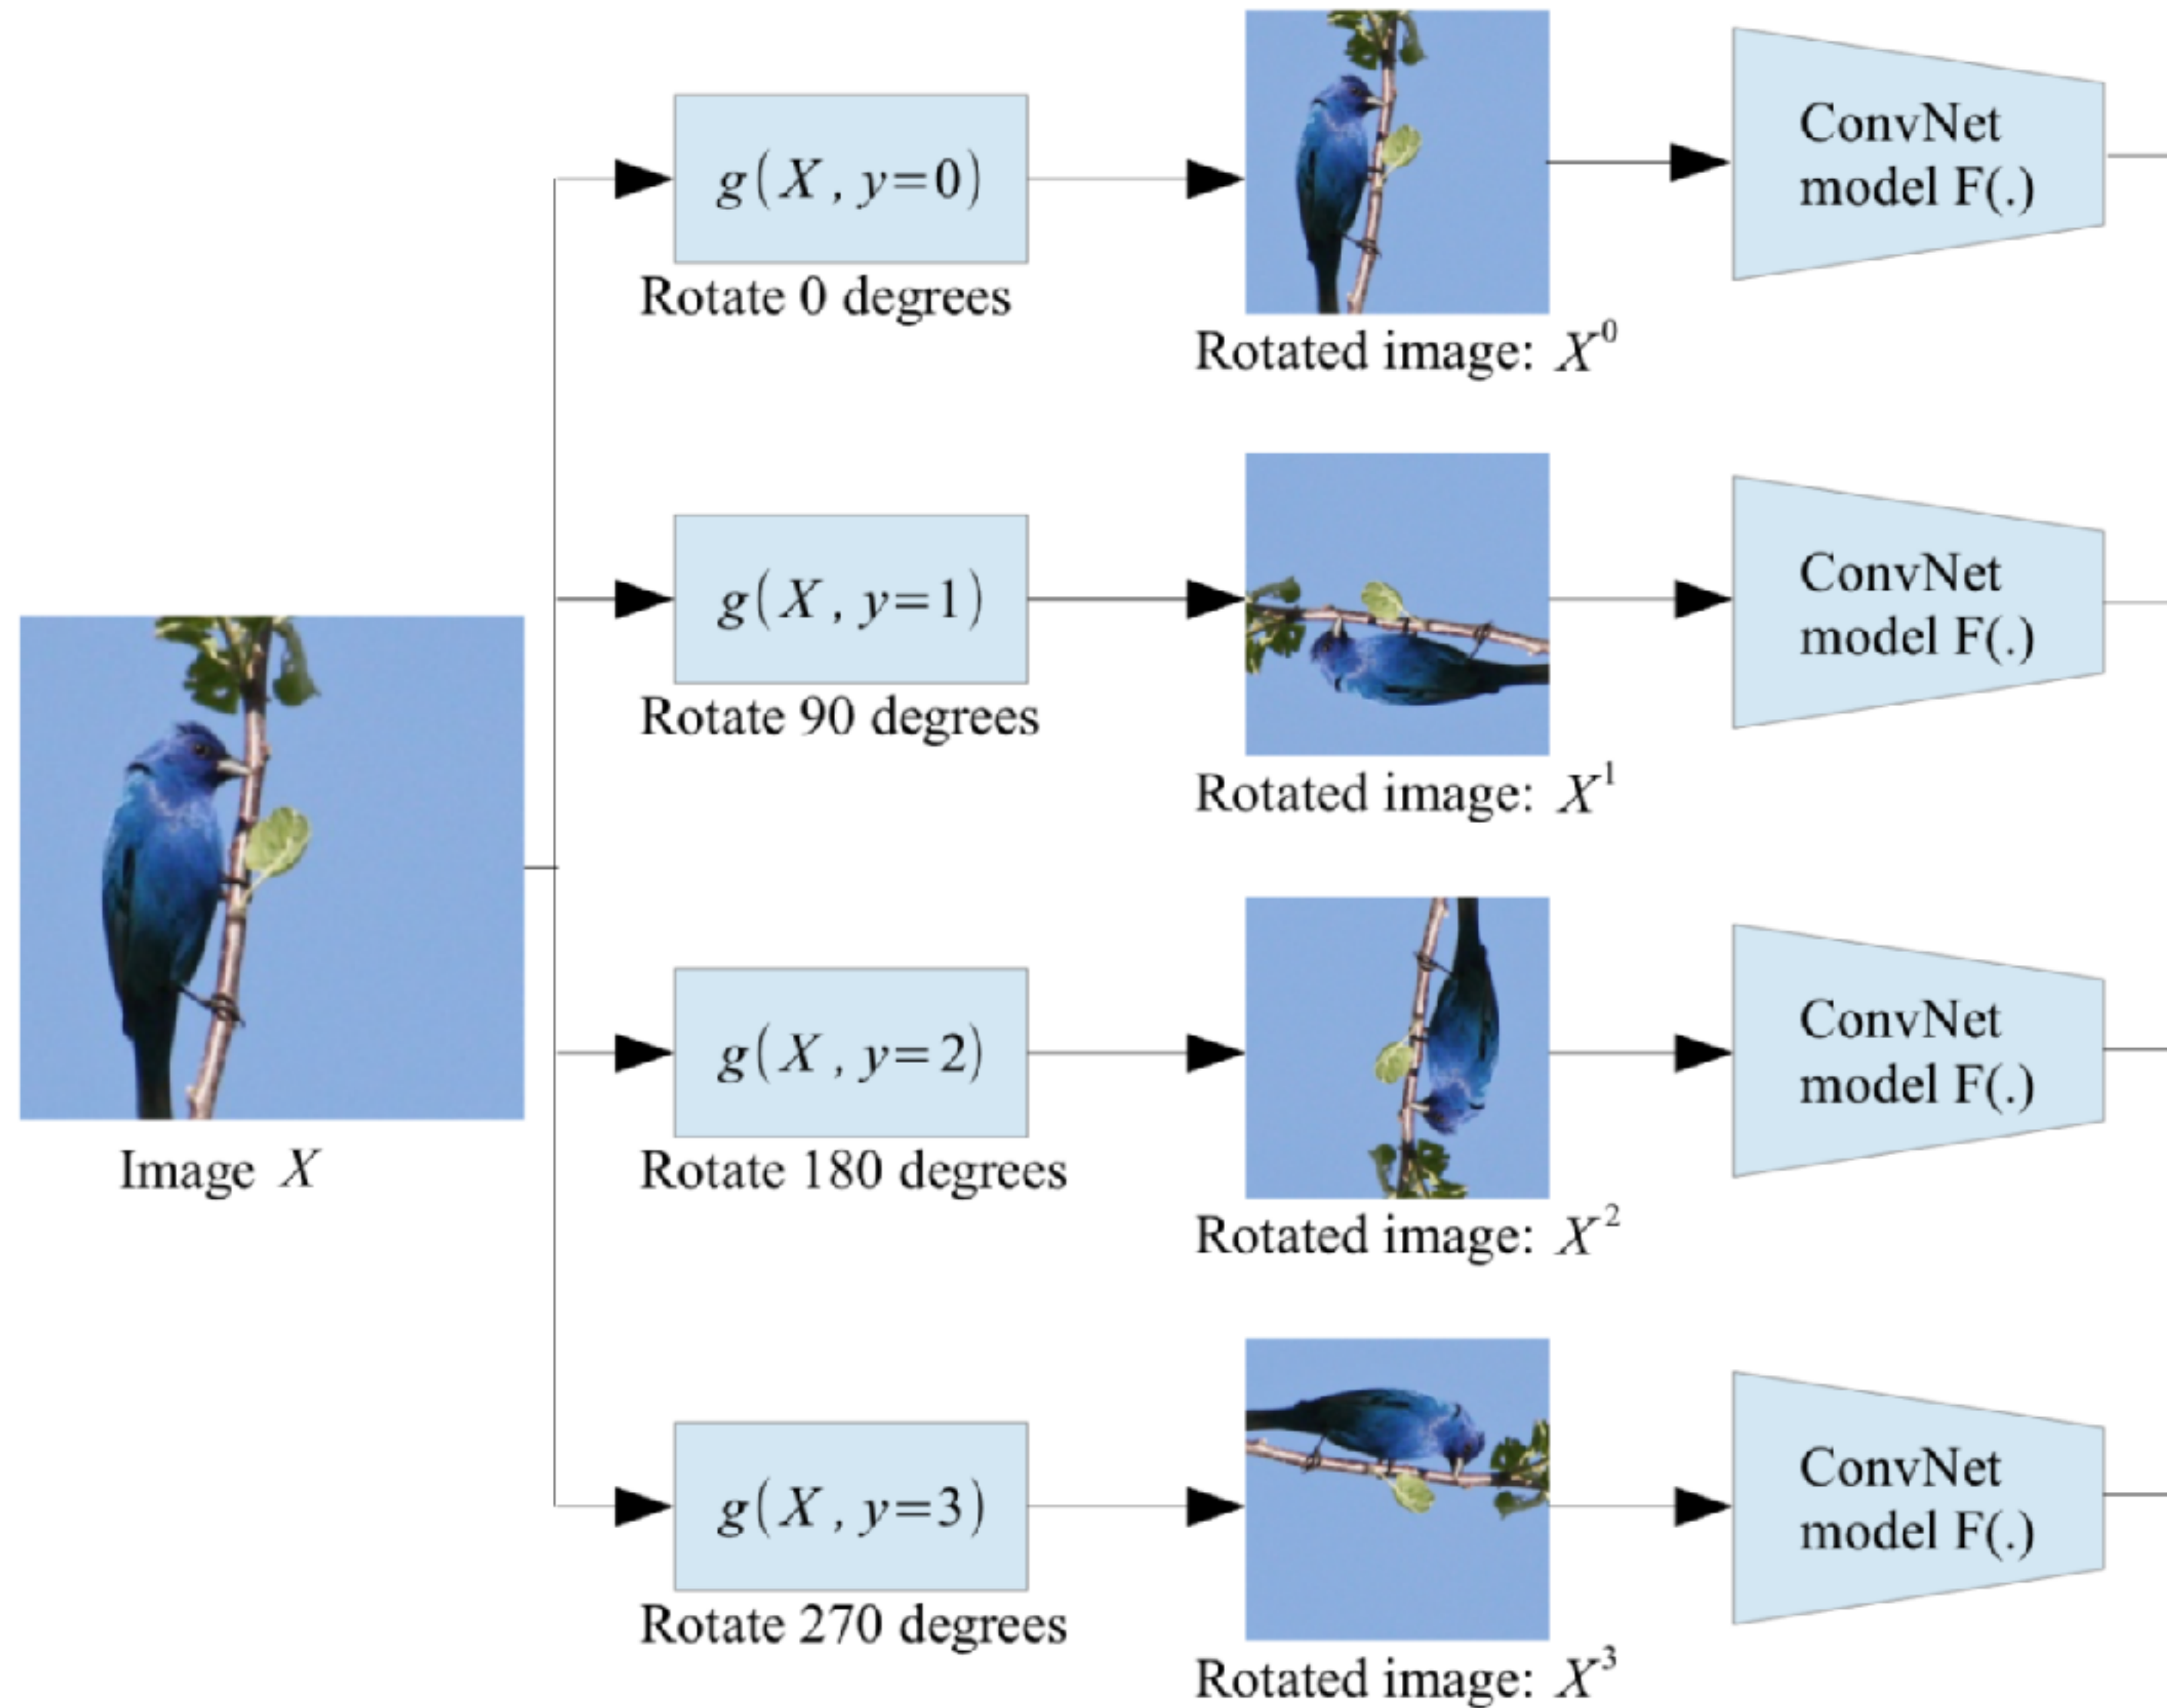 g(X, y=0)
Rotate 0 degrees
Rotated image: X⁰
ConvNet
model F(.)
g(X, y=1)
Rotate 90 degrees
Rotated image: X¹
ConvNet
model F(.)
Image X
g(X, y=2)
Rotate 180 degrees
Rotated image: X²
ConvNet
model F(.)
g(X, y=3)
Rotate 270 degrees
Rotated image: X³
ConvNet
model F(.)